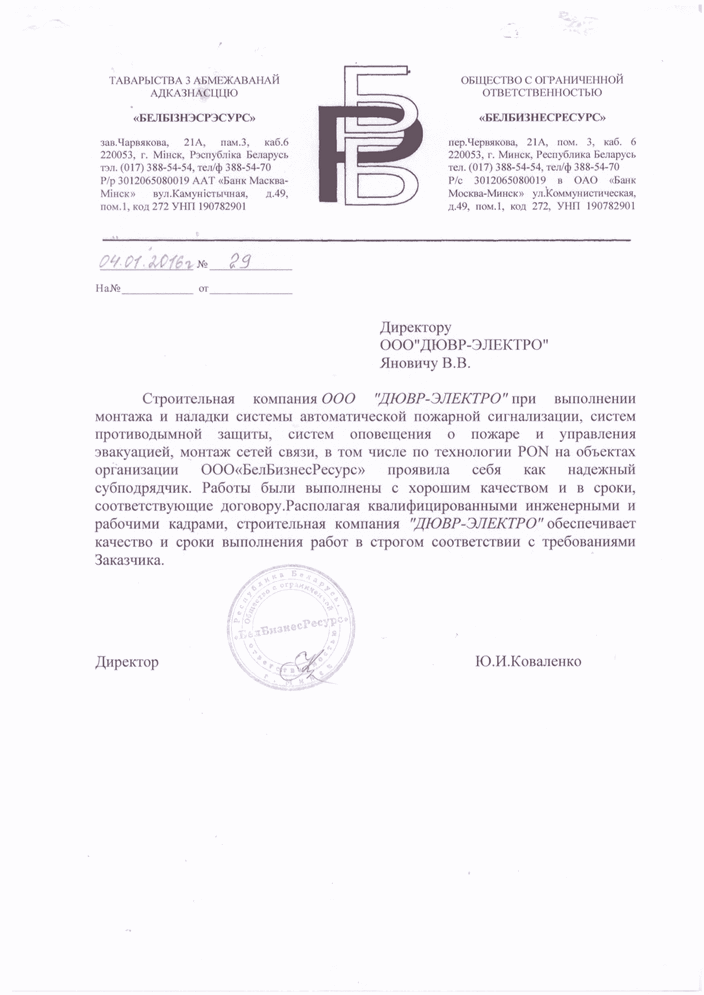 ТАВАРЫСТВА З АБМЕЖАВАНАЙ
АДКАЗНАСЦЦЮ
«БЕЛБІЗНЭСРЭСУРС»
зав.Чарвякова, 21А, пам.3, каб.6
220053, г. Мінск, Рэспубліка Беларусь
тэл. (017) 388-54-54, тел/ф 388-54-70
Р/р 3012065080019 ААТ «Банк Масква-
Мінск» вул.Камуністычная, д.49,
пом.1, код 272 УНП 190782901
Б
Р
Б
ОБЩЕСТВО С ОГРАНИЧЕННОЙ
ОТВЕТСТВЕННОСТЬЮ
«БЕЛБИЗНЕСРЕСУРС»
пер.Червякова, 21А, пом. 3, каб. 6
220053, г. Минск, Республика Беларусь
тел. (017) 388-54-54, тел/ф 388-54-70
Р/с 3012065080019 в ОАО «Банк
Москва-Минск» ул.Коммунистическая,
д.49, пом.1, код 272, УНП 190782901
04.01.2016г № 29
На№____________ от______________
Директору
ООО"ДЮВР-ЭЛЕКТРО"
Яновичу В.В.
Строительная компания ООО "ДЮВР-ЭЛЕКТРО" при выполнении
монтажа и наладки системы автоматической пожарной сигнализации, систем
противодымной защиты, систем оповещения о пожаре и управления
эвакуацией, монтаж сетей связи, в том числе по технологии PON на объектах
организации ООО«БелБизнесРесурс» проявила себя как надежный
субподрядчик. Работы были выполнены с хорошим качеством и в сроки,
соответствующие договору.Располагая квалифицированными инженерными и
рабочими кадрами, строительная компания "ДЮВР-ЭЛЕКТРО" обеспечивает
качество и сроки выполнения работ в строгом соответствии с требованиями
Заказчика.
Республика Беларусь
Общество с ограниченной
«БелБизнесРесурс»
ответственностью
Директор
Ю.И.Коваленко